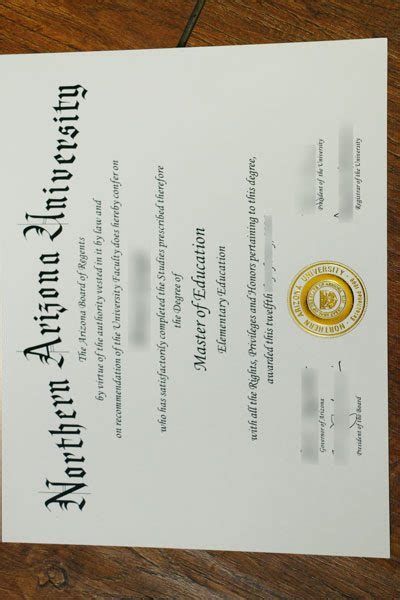 Northern Arizona University
The Arizona Board of Regents
by virtue of the authority vested in it by law and
on recommendation of the University Faculty does hereby confer on
who has satisfactorily completed the Studies prescribed therefore
the Degree of
Master of Education
Elementary Education
with all the Rights, Privileges and Honors pertaining to this degree,
awarded this twelfth
Governor of Arizona
President of the Board
NORTHERN ARIZONA UNIVERSITY
President of the University
Registrar of the University